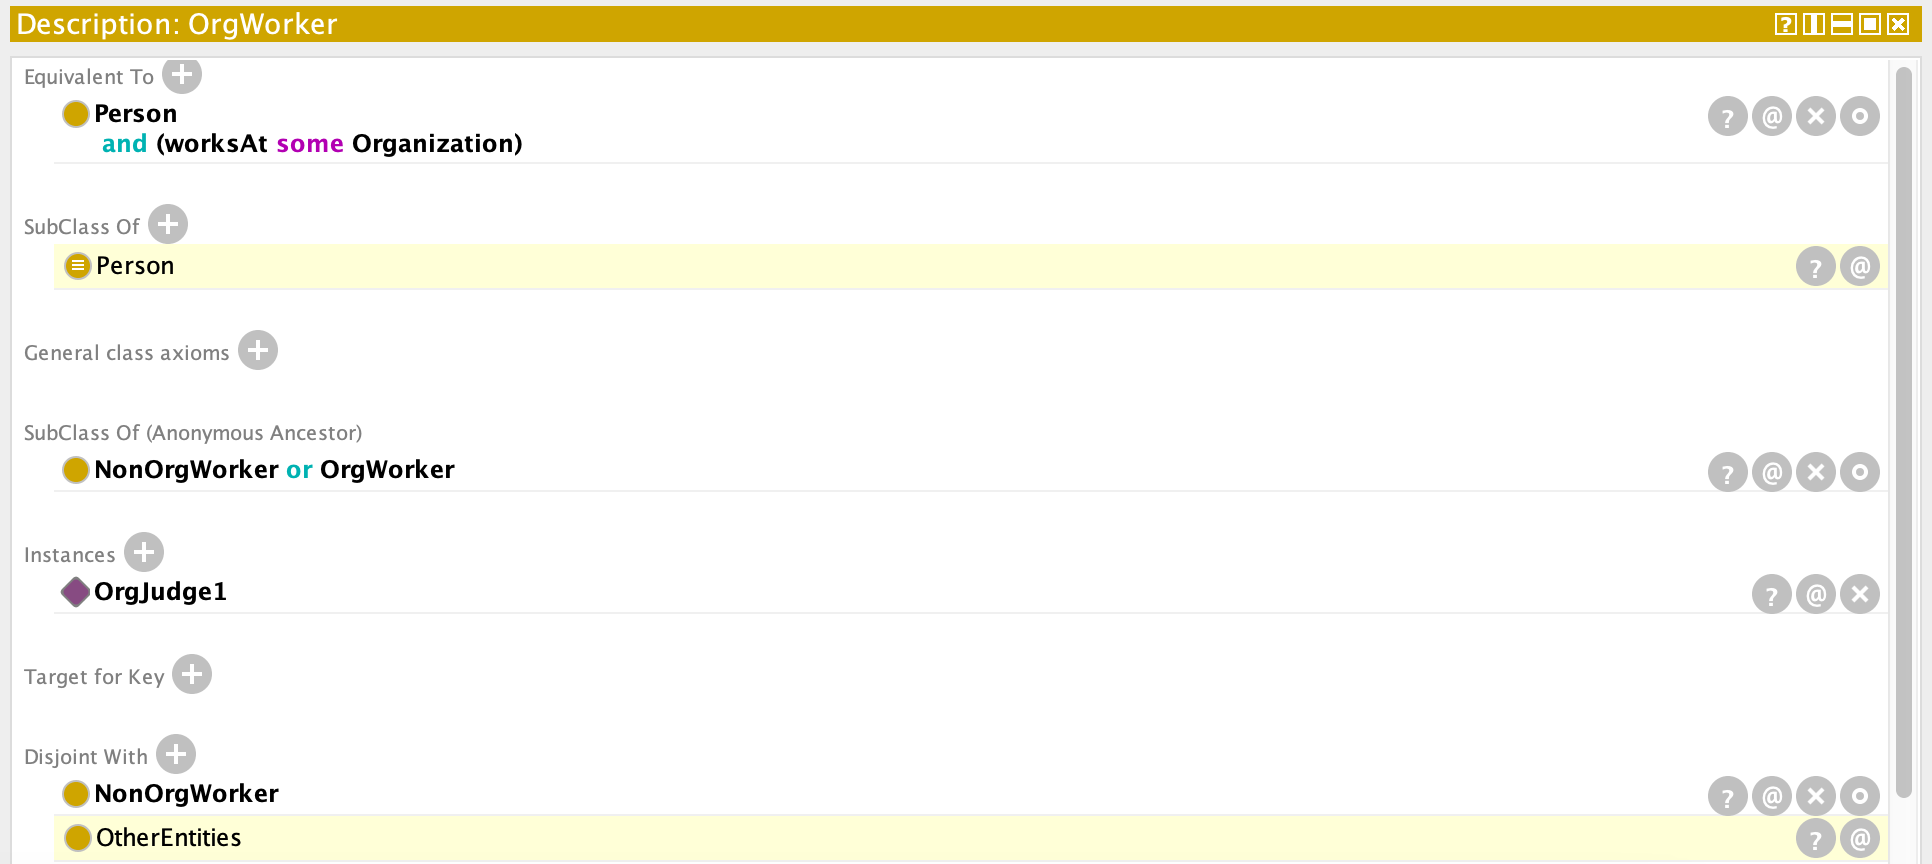 Description: OrgWorker
Equivalent To
Person
and (worksAt some Organization)
SubClass Of
Person
General class axioms
SubClass Of (Anonymous Ancestor)
NonOrgWorker or OrgWorker
Instances
OrgJudge1
Target for Key
Disjoint With
NonOrgWorker
OtherEntities